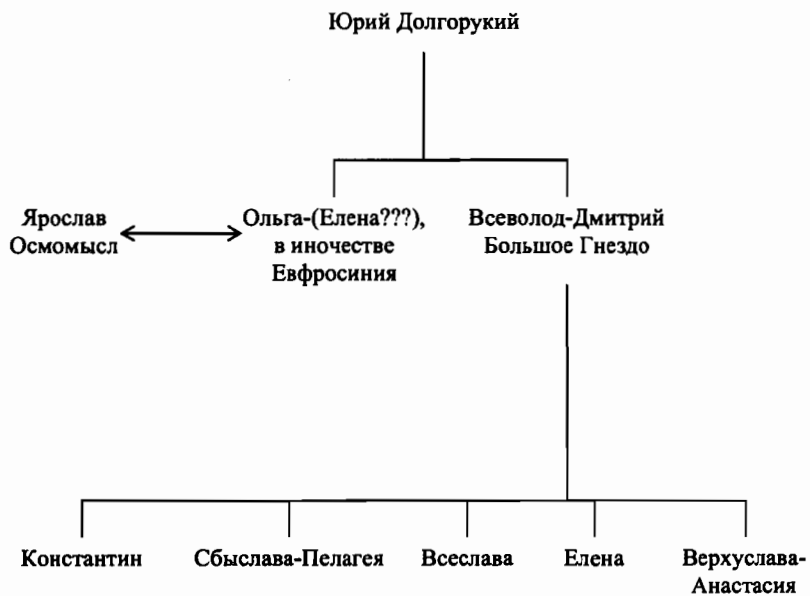 Юрий Долгорукий
Ярослав
Осмомысл
Ольга-(Елена???),
в иночестве
Евфросиния
Всеволод-Дмитрий
Большое Гнездо
Константин
Сбыслава-Пелагея
Всеслава
Елена
Верхуслава-
Анастасия